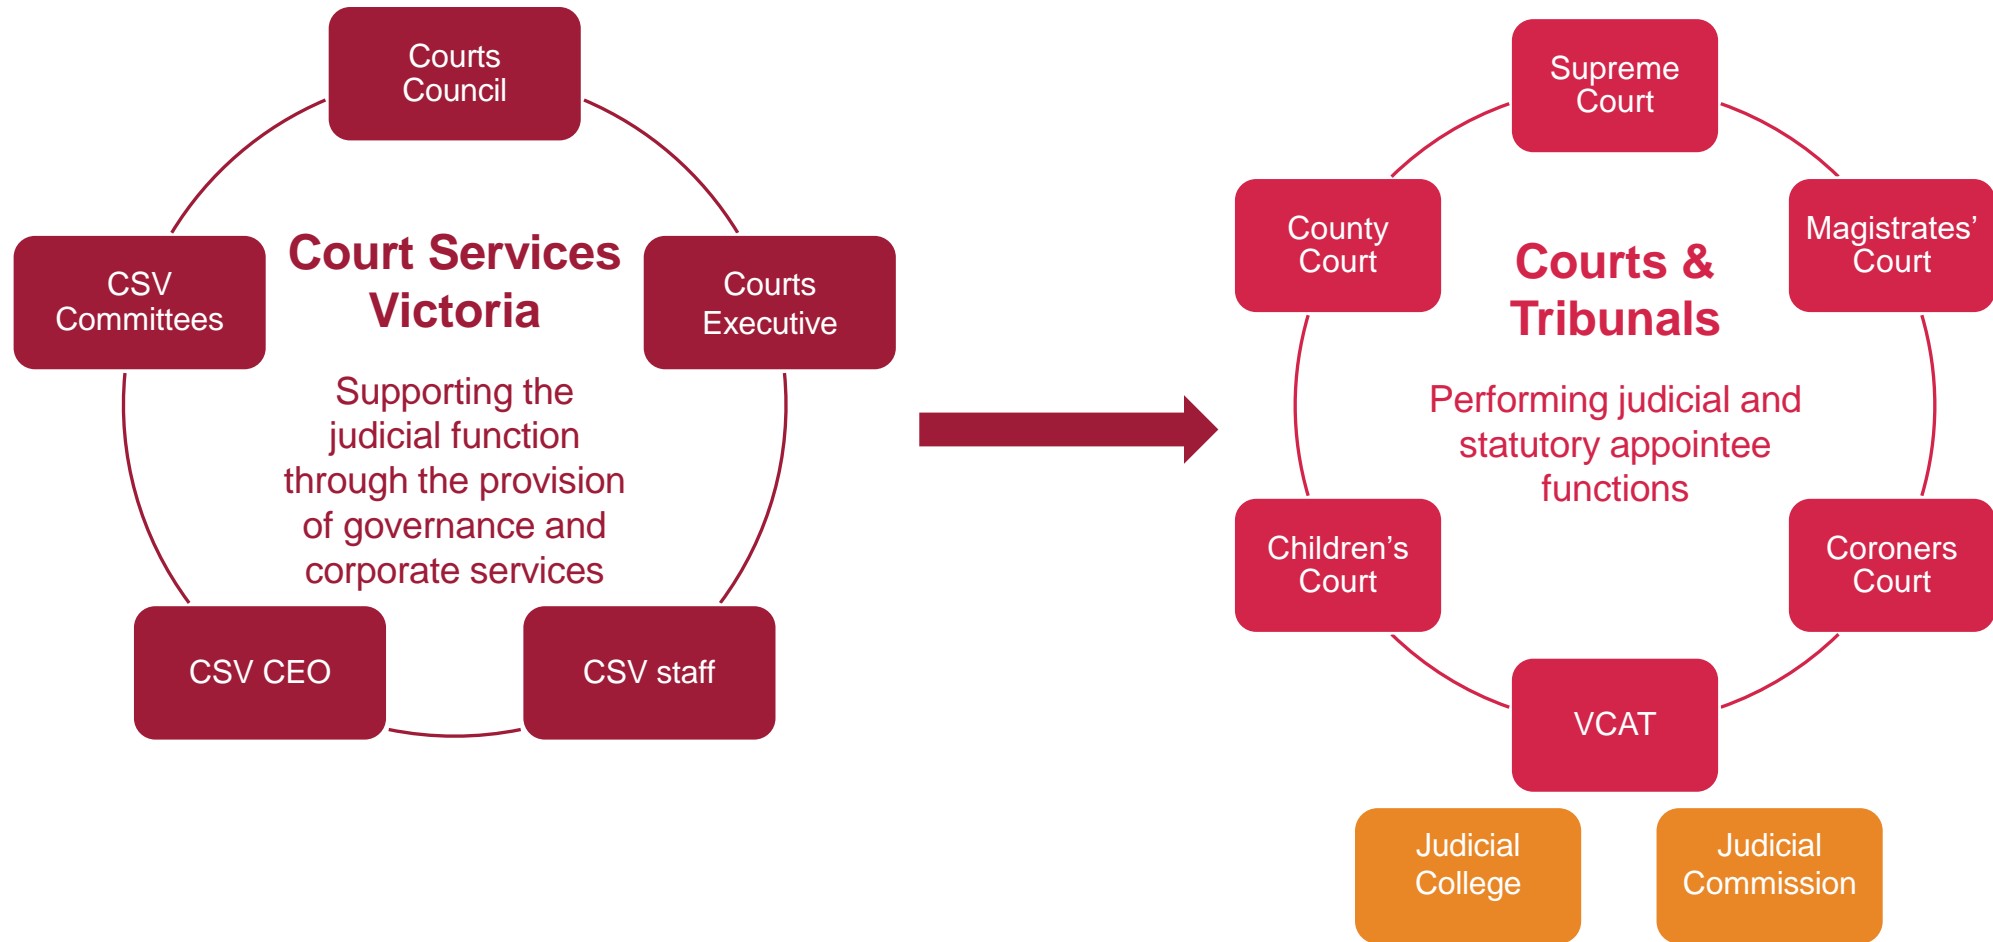 Courts
Council
CSV
Committees
Court Services
Victoria
Courts
Executive
Supporting the
judicial function
through the provision
of governance and
corporate services
CSV CEO
CSV staff
Supreme
Court
County
Court
Courts &
Tribunals
Magistrates’
Court
Performing judicial and
statutory appointee
functions
Children’s
Court
Coroners
Court
VCAT
Judicial
College
Judicial
Commission